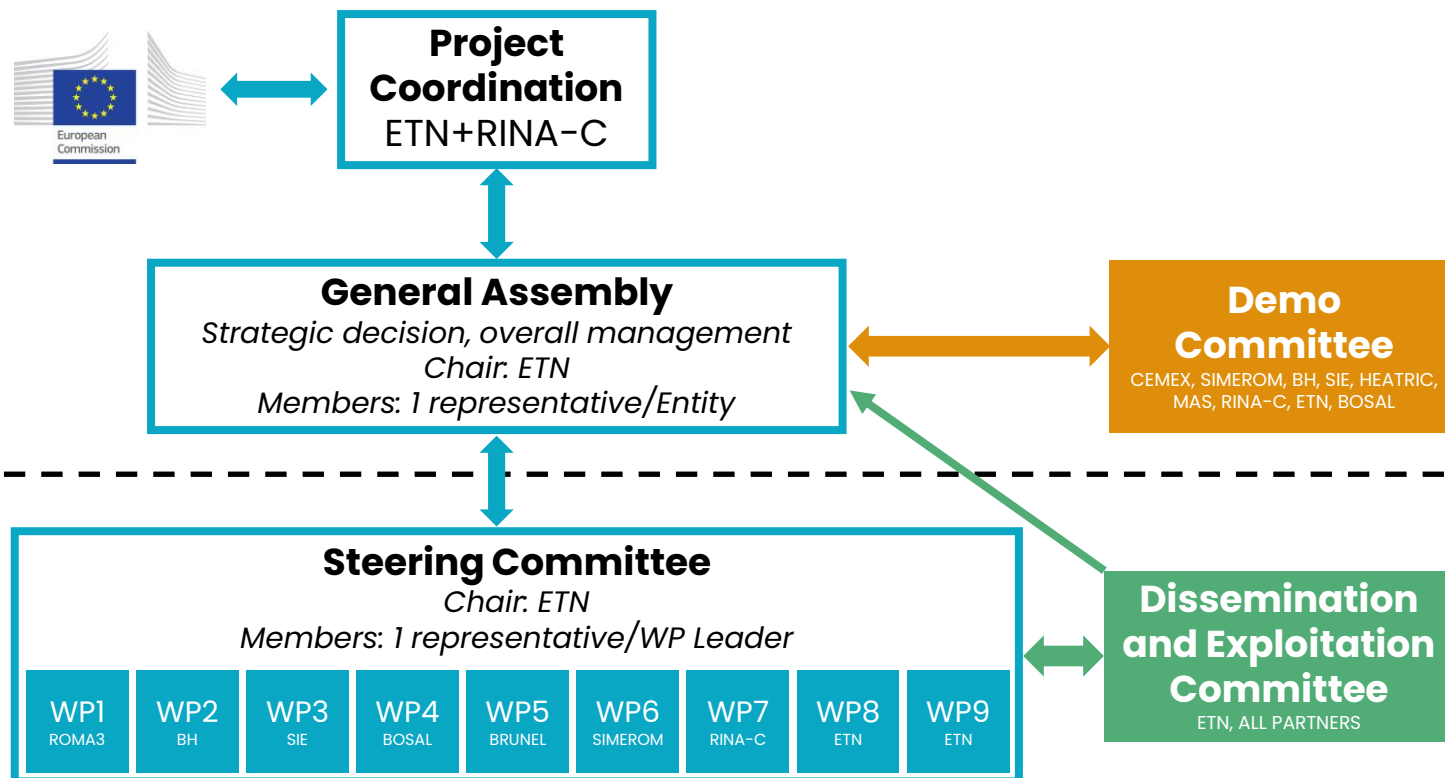 European
Commission
Project
Coordination
ETN+RINA-C
General Assembly
Strategic decision, overall management
Chair: ETN
Members: 1 representative/Entity
Demo
Committee
CEMEX, SIMEROM, BH, SIE, HEATRIC,
MAS, RINA-C, ETN, BOSAL
Steering Committee
Chair: ETN
Members: 1 representative/WP Leader
WP1
ROMA3
WP2
BH
WP3
SIE
WP4
BOSAL
WP5
BRUNEL
WP6
SIMEROM
WP7
RINA-C
WP8
ETN
WP9
ETN
Dissemination
and Exploitation
Committee
ETN, ALL PARTNERS